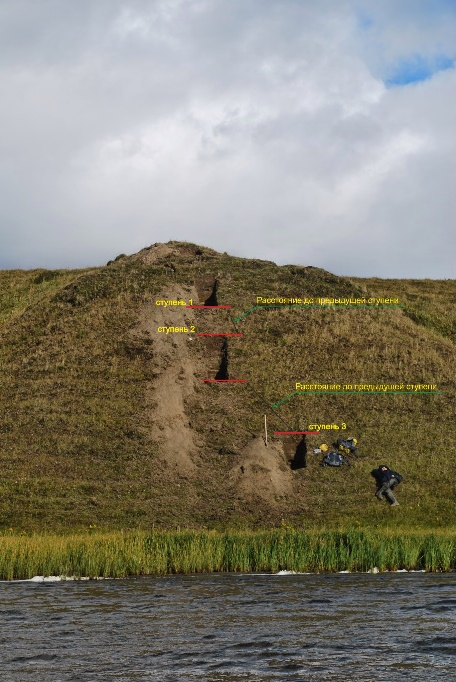 ступень 1
Расстояние до предыдущей ступени
ступень 2
Расстояние до предыдущей ступени
ступень 3